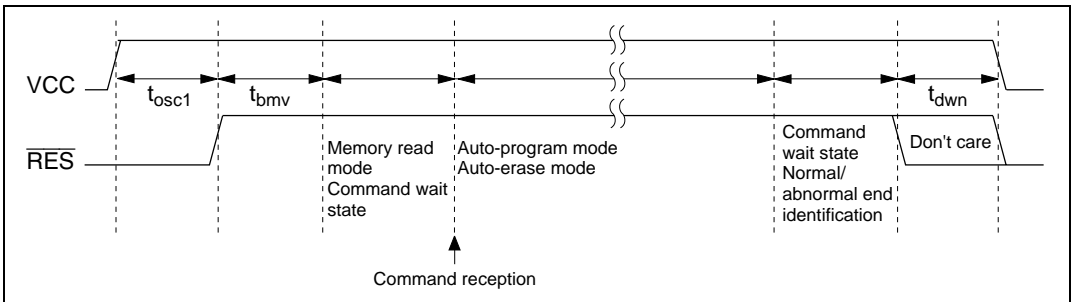 VCC
tosc1
tbmv
tdwn
RES
Memory read
mode
Command wait
state
Auto-program mode
Auto-erase mode
Command
wait state
Normal/
abnormal end
identification
Don't care
Command reception